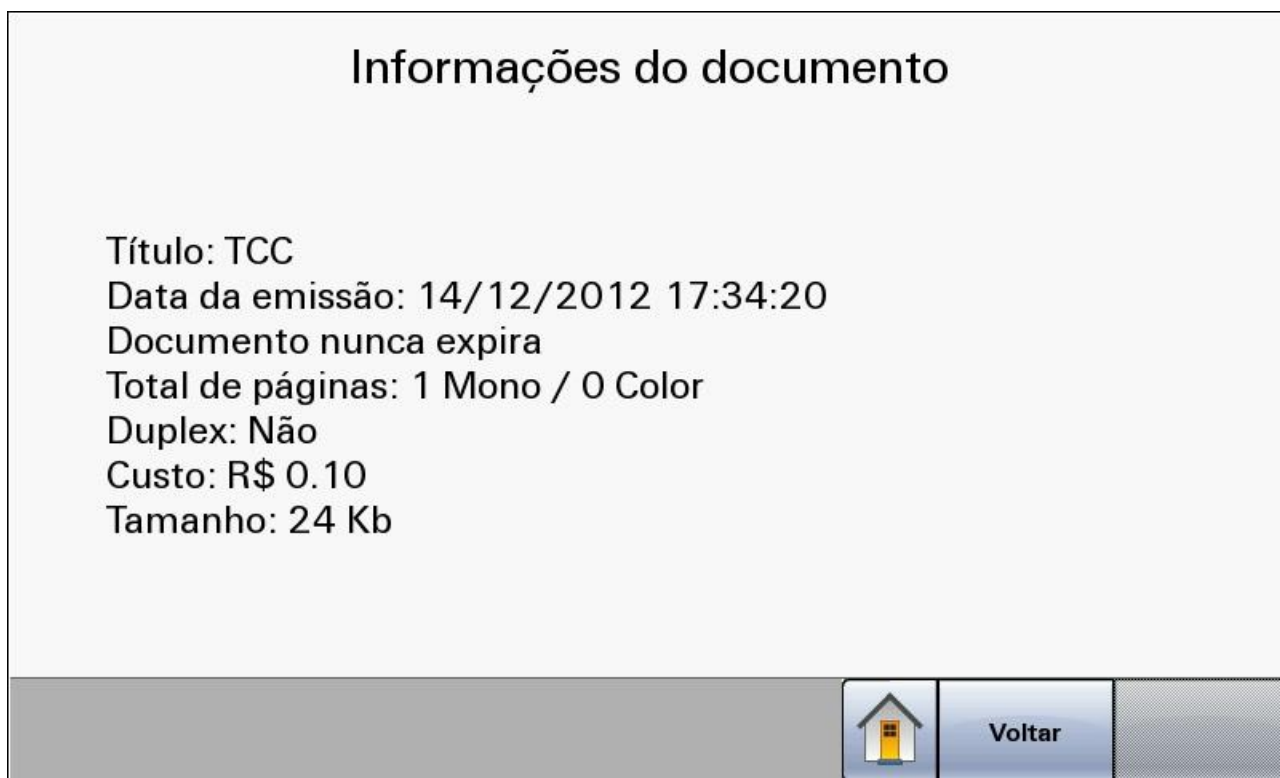 Informações do documento
Título: TCC
Data da emissão: 14/12/2012 17:34:20
Documento nunca expira
Total de páginas: 1 Mono / 0 Color
Duplex: Não
Custo: R$ 0.10
Tamanho: 24 Kb
Voltar